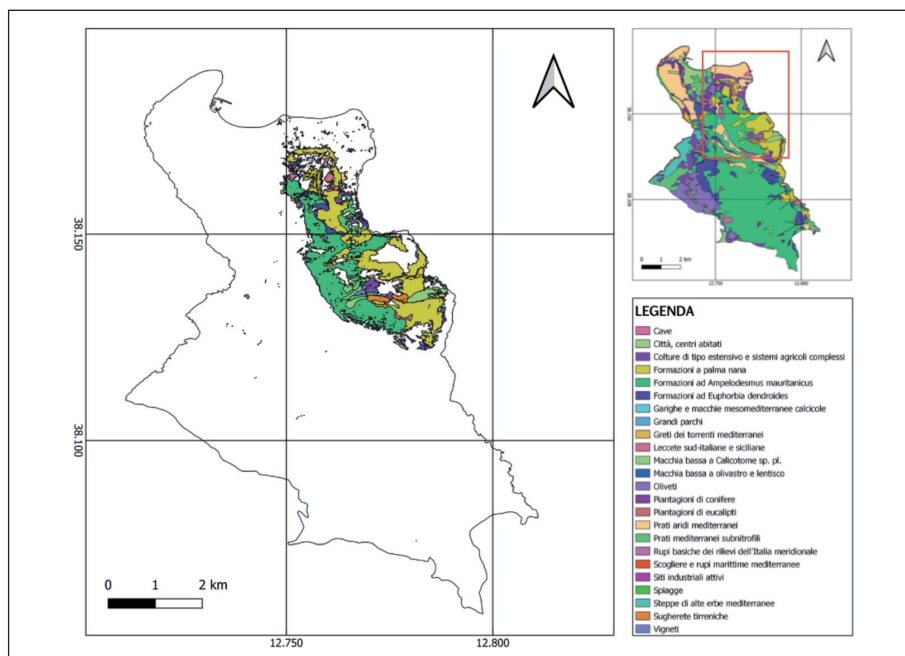 38.150
38.100
0 1 2 km
12.750 12.800
38.150
38.100
0 1 2 km
12.750 12.800
LEGENDA
Cave
Città, centri abitati
Colture di tipo estensivo e sistemi agricoli complessi
Formazioni a palma nana
Formazioni ad Ampelodesmus mauritanicus
Formazioni ad Euphorbia dendroides
Garighe e macchie mesomediterranee calcicole
Grandi parchi
Greti dei torrenti mediterranei
Leccete sud-italiane e siciliane
Macchia bassa a Calicotome sp. pl.
Macchia bassa a olivastro e lentisco
Oliveti
Piantagioni di conifere
Piantagioni di eucalipti
Prati aridi mediterranei
Prati mediterranei subnitrofili
Rupi basiche dei rilievi dell'Italia meridionale
Scogliere e rupi marittime mediterranee
Siti industriali attivi
Spiagge
Steppe di alte erbe mediterranee
Sugherete tirreniche
Vigneti